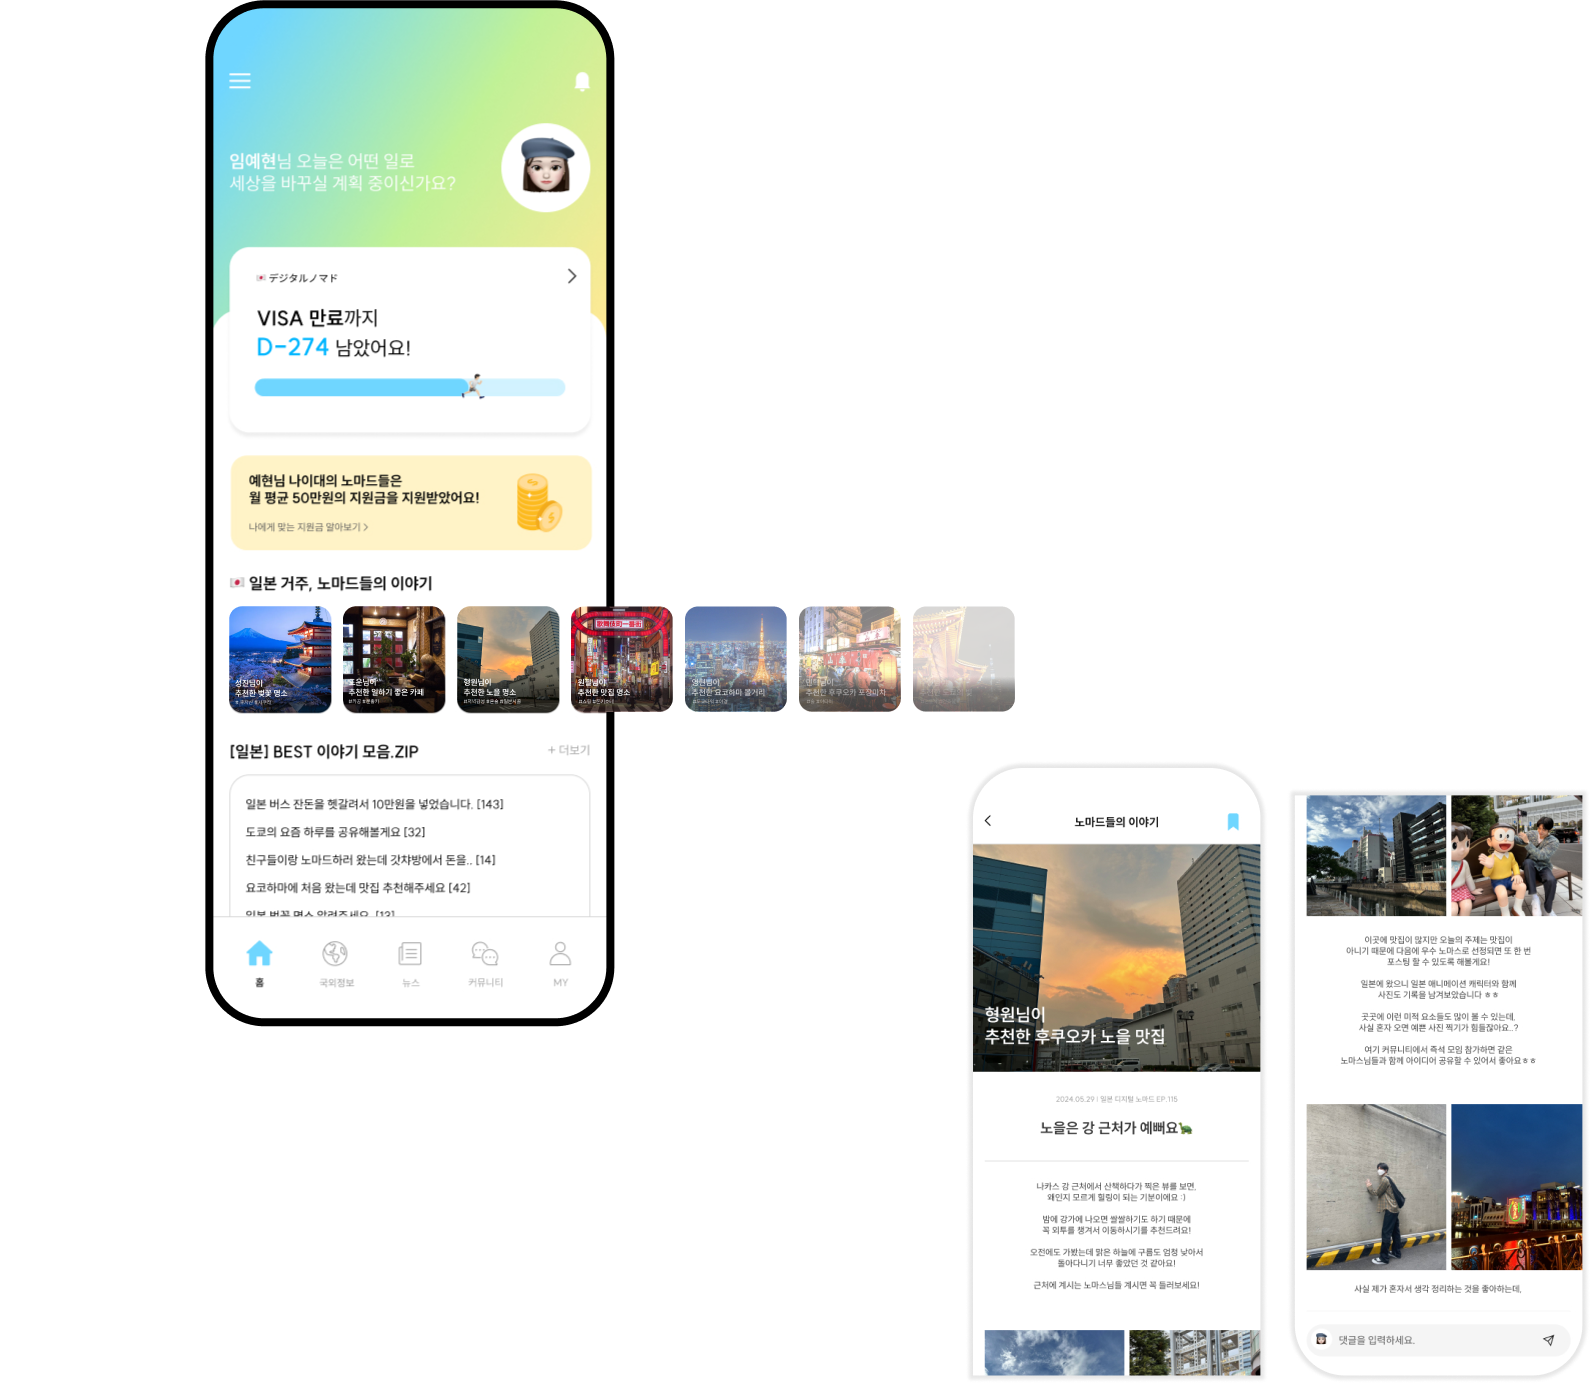 임예현님 오늘은 어떤 일로
세상을 바꾸실 계획 중이신가요?
デジタルノマド
VISA 만료까지
D-274 남았어요!
예현님 나이대의 노마드들은
월 평균 50만원의 지원금을 지원받았어요!
나에게 맞는 지원금 알아보기 >
일본 거주, 노마드들의 이야기
성진님이
추천한 벚꽃 명소
추천한 일하기 좋은 카페
형원님이
추천한 노을 명소
歌舞伎町一番街
추천한 맛집 명소
추천한 요코하마 볼거리
추천한 후쿠오카 포장마차
[일본] BEST 이야기 모음.ZIP
+ 더보기
일본 버스 잔돈을 헷갈려서 10만원을 넣었습니다. [143]
도쿄의 요즘 하루를 공유해볼게요 [32]
친구들이랑 노마드하러 왔는데 갓챠방에서 돈을.. [14]
요코하마에 처음 왔는데 맛집 추천해주세요 [42]
일본 벚꽃 명소 알려주세요. [13]
홈
국외정보
뉴스
커뮤니티
MY
노마드들의 이야기
형원님이
추천한 후쿠오카 노을 맛집
2024.05.29 | 일본 디지털 노마드 EP.115
노을은 강 근처가 예뻐요
나카스 강 근처에서 산책하다가 찍은 뷰를 보면,
왜인지 모르게 힐링이 되는 기분이에요 :)
밤에 강가에 나오면 쌀쌀하기도 하기 때문에
꼭 외투를 챙겨서 이동하시기를 추천드려요!
오전에도 가봤는데 맑은 하늘에 구름도 엄청 낮아서
돌아다니기 너무 좋았던 것 같아요!
근처에 계시는 노마스님들 계시면 꼭 들러보세요!
이곳에 맛집이 많지만 오늘의 주제는 맛집이
아니기 때문에 다음에 우수 노마스로 선정되면 또 한 번
포스팅 할 수 있도록 해볼게요!
일본에 왔으니 일본 애니메이션 캐릭터와 함께
사진도 기록을 남겨보았습니다 ㅎㅎ
곳곳에 이런 미적 요소들도 많이 볼 수 있는데,
사실 혼자 오면 예쁜 사진 찍기가 힘들잖아요..?
여기 커뮤니티에서 즉석 모임 참가하면 같은
노마스님들과 함께 아이디어 공유할 수 있어서 좋아요ㅎㅎ
사실 제가 혼자서 생각 정리하는 것을 좋아하는데,
댓글을 입력하세요.